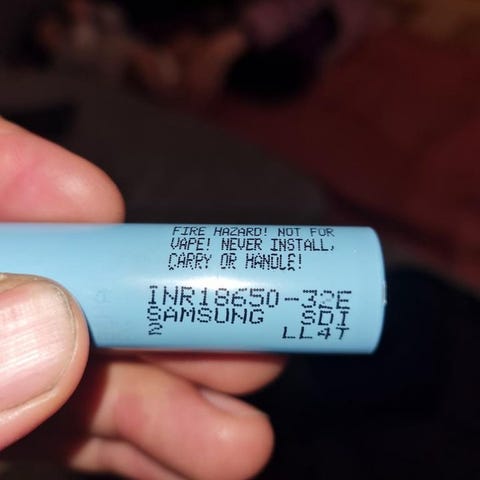 FIRE HAZARD! NOT FOR
VAPE! NEVER INSTALL,
CARRY OR HANDLE!
INR18650-32E
SAMSUNG SDI
2 LL4T